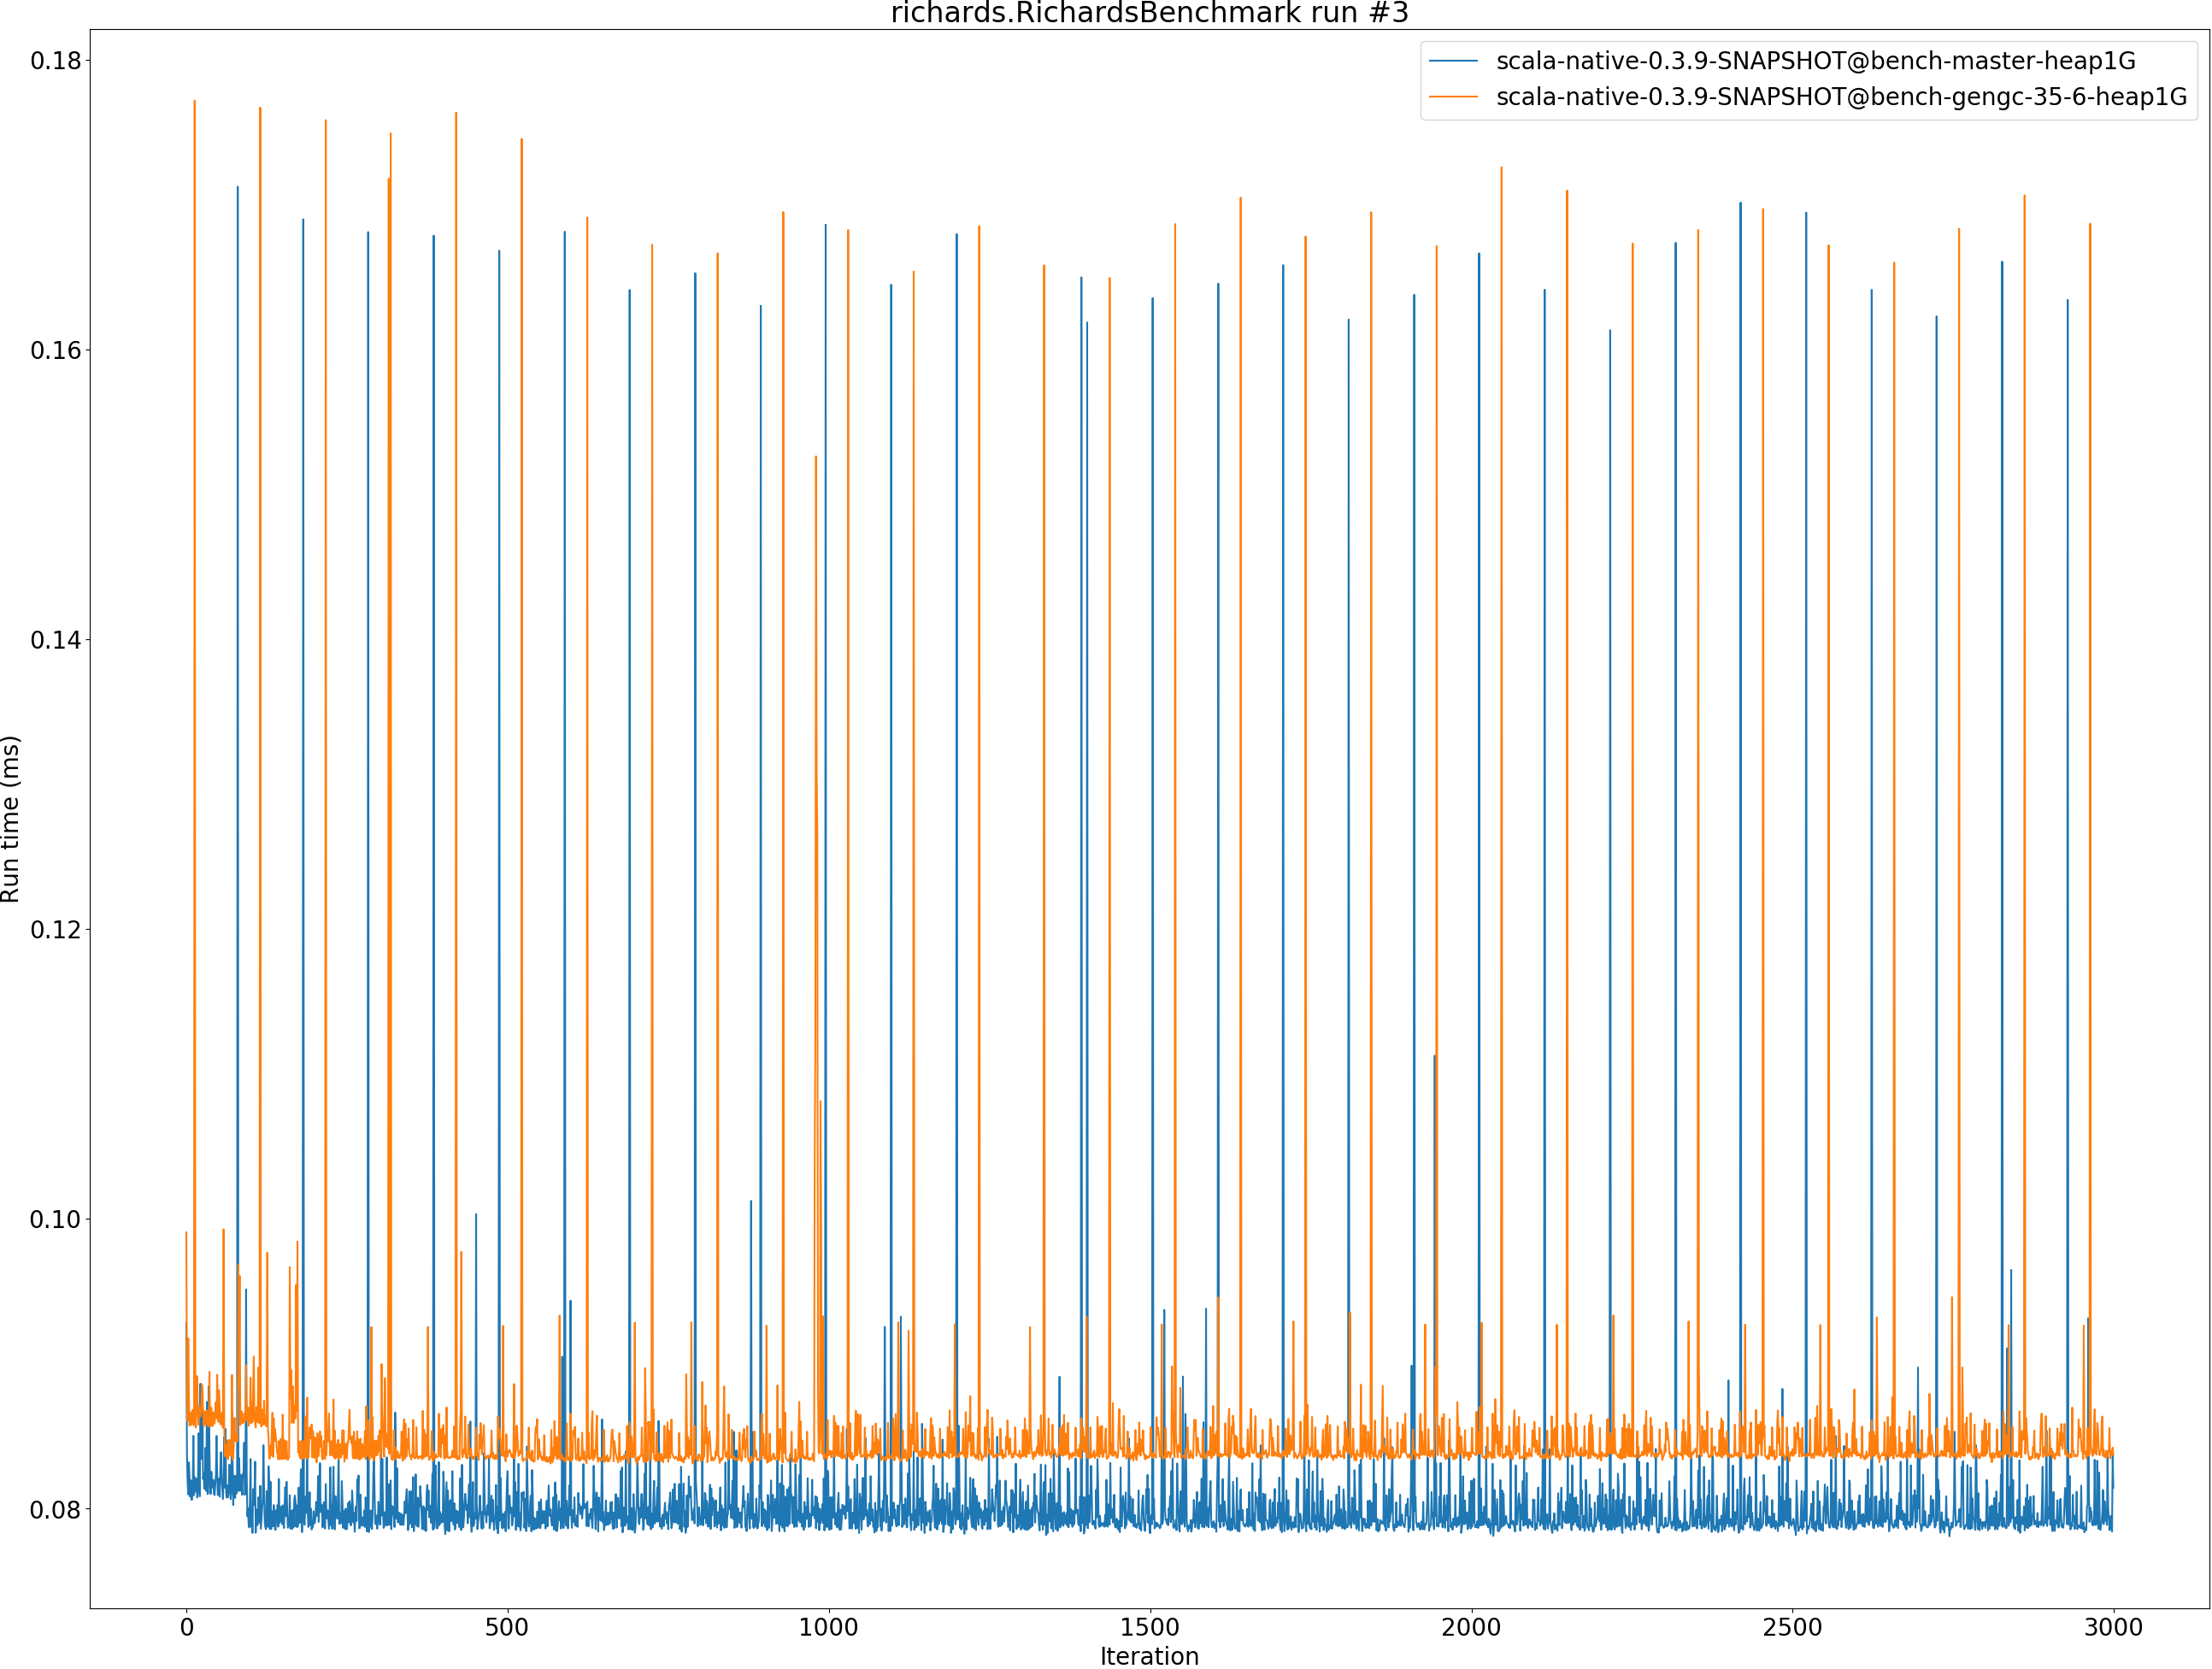 richards.RichardsBenchmark run #3
scala-native-0.3.9-SNAPSHOT@bench-master-heap1G
scala-native-0.3.9-SNAPSHOT@bench-gengc-35-6-heap1G
Run time (ms)
0.18
0.16
0.14
0.12
0.10
0.08
0
500
1000
1500
2000
2500
3000
Iteration